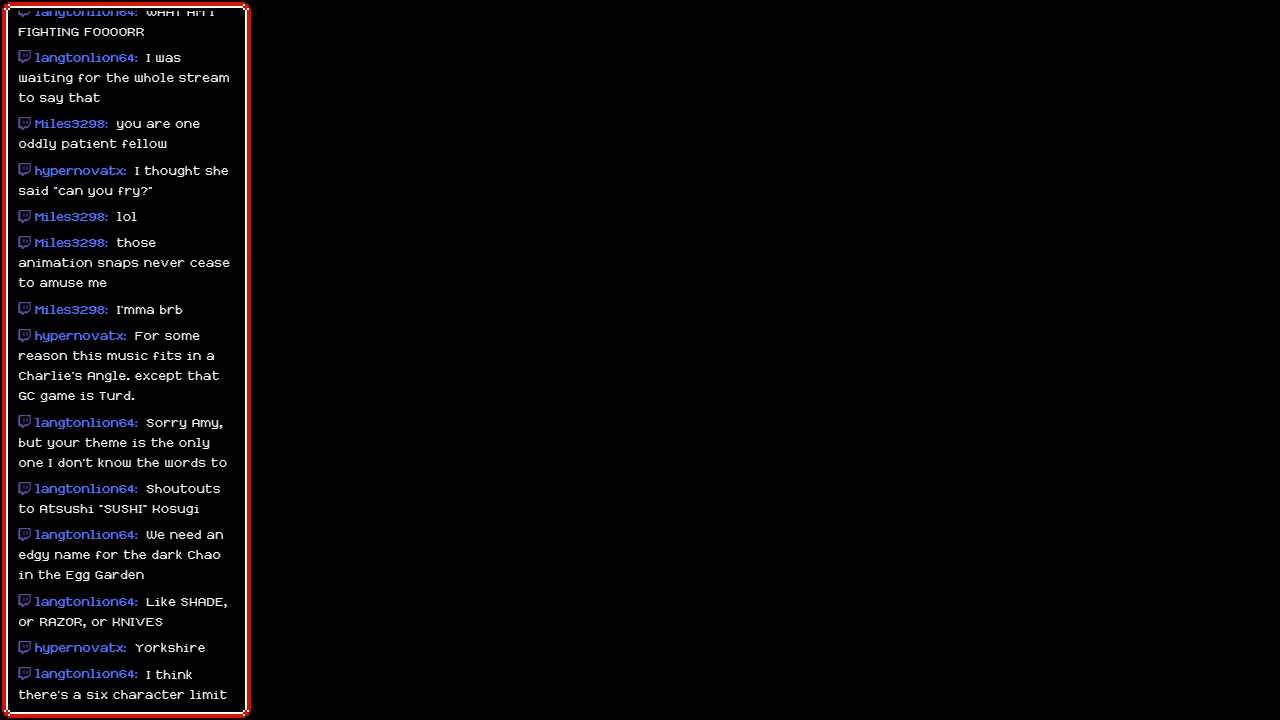 langtonlion64: WHAT AM I
FIGHTING FOOOORR
langtonlion64: I was
waiting for the whole stream
to say that
Miles3298: you are one
oddly patient fellow
hypernovatx: I thought she
said "can you fry?"
Miles3298: lol
Miles3298: those
animation snaps never cease
to amuse me
Miles3298: I'mma brb
hypernovatx: For some
reason this music fits in a
Charlie's Angle. except that
GC game is Turd.
langtonlion64: Sorry Amy,
but your theme is the only
one I don't know the words to
langtonlion64: Shoutouts
to Atsushi "SUSHI" Kosugi
langtonlion64: We need an
edgy name for the dark Chao
in the Egg Garden
langtonlion64: Like SHADE,
or RAZOR, or KNIVES
hypernovatx: Yorkshire
langtonlion64: I think
there's a six character limit